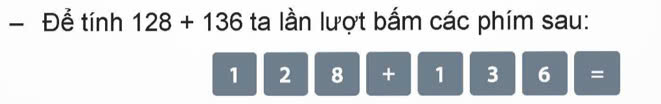 – Để tính 128 + 136 ta lần lượt bấm các phím sau:
1 2 8 + 1 3 6 =